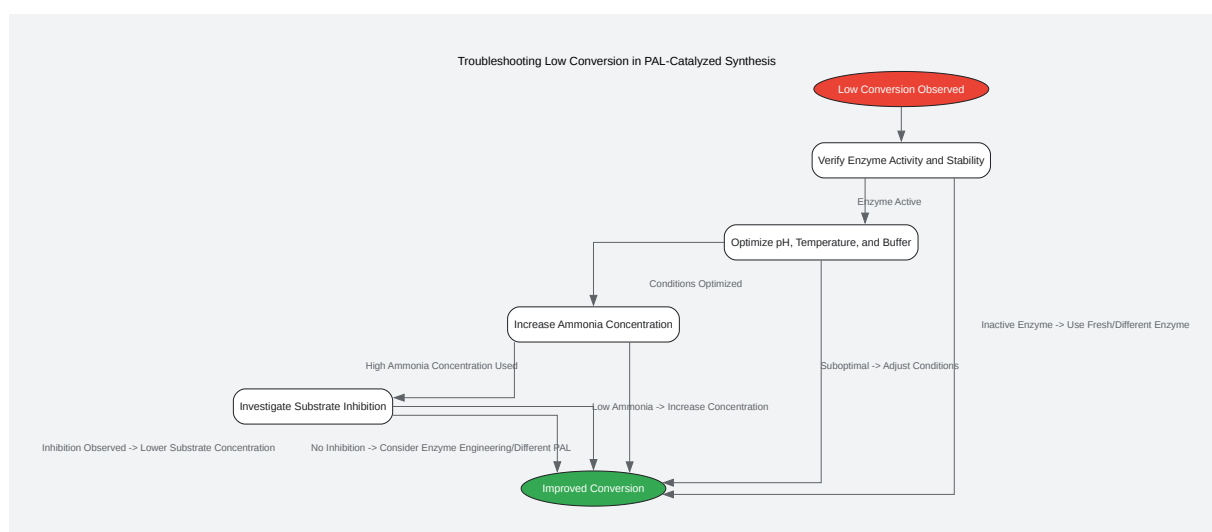 Troubleshooting Low Conversion in PAL-Catalyzed Synthesis
Low Conversion Observed
Verify Enzyme Activity and Stability
Enzyme Active
Optimize pH, Temperature, and Buffer
Conditions Optimized
Increase Ammonia Concentration
Inactive Enzyme -> Use Fresh/Different Enzyme
High Ammonia Concentration Used
Suboptimal -> Adjust Conditions
Investigate Substrate Inhibition
Low Ammonia -> Increase Concentration
Inhibition Observed -> Lower Substrate Concentration
No Inhibition -> Consider Enzyme Engineering/Different PAL
Improved Conversion